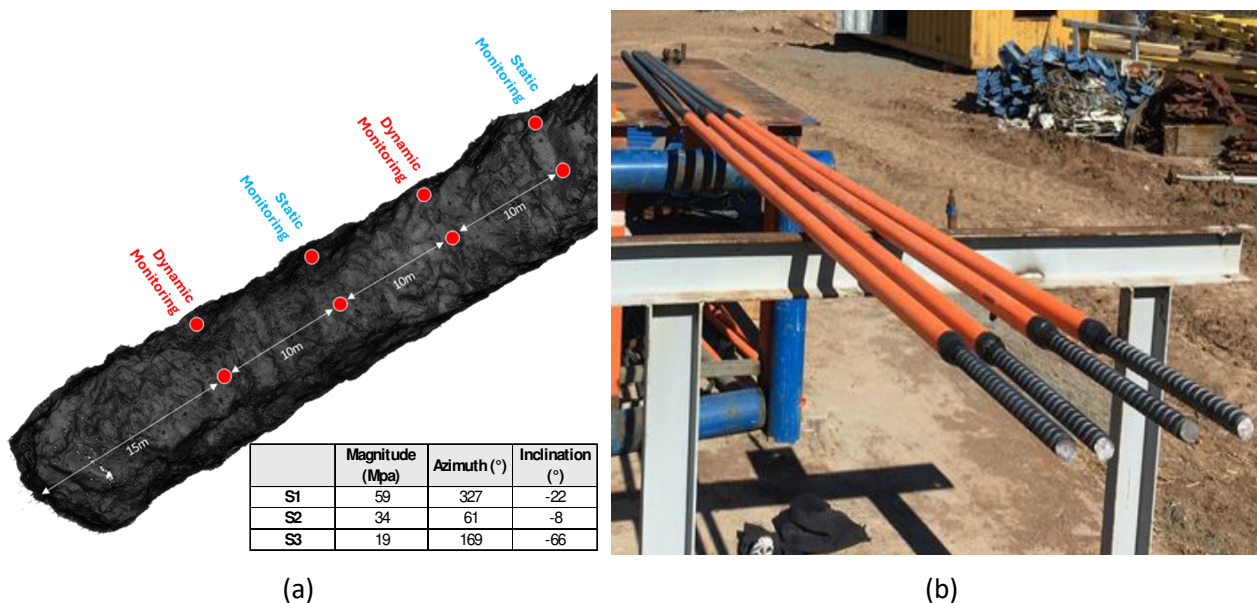 Static
Monitoring
Dynamic
Monitoring
Static
Monitoring
Dynamic
Monitoring
10m
10m
10m
15m
Magnitude (Mpa) Azimuth (°) Inclination (°)
S1 59 327 -22
S2 34 61 -8
S3 19 169 -66
(a)
(b)